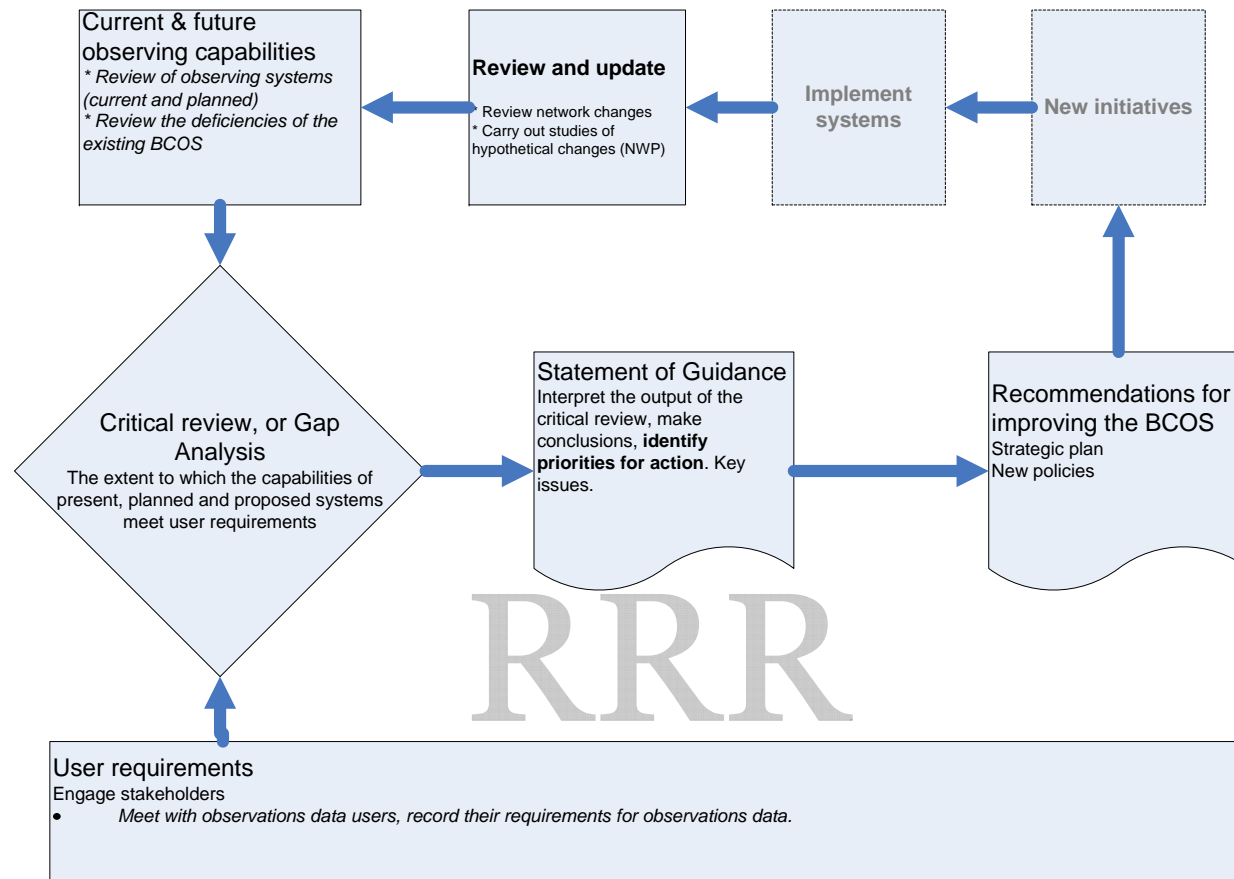 Current & future
observing capabilities
* Review of observing systems
(current and planned)
* Review the deficiencies of the
existing BCOS
Review and update
* Review network changes
* Carry out studies of
hypothetical changes (NWP)
Implement
systems
New initiatives
Critical review, or Gap
Analysis
The extent to which the capabilities of
present, planned and proposed systems
meet user requirements
Statement of Guidance
Interpret the output of the
critical review, make
conclusions, identify
priorities for action. Key
issues.
Recommendations for
improving the BCOS
Strategic plan
New policies
RRR
User requirements
Engage stakeholders
• Meet with observations data users, record their requirements for observations data.